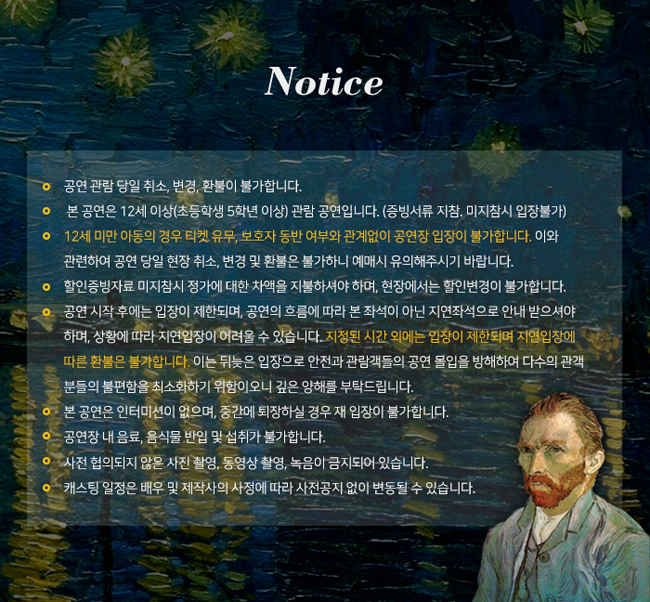 Notice
공연 관람 당일 취소, 변경, 환불이 불가합니다.
본 공연은 12세 이상(초등학생 5학년 이상) 관람 공연입니다. (증빙서류 지참. 미지참시 입장불가)
12세 미만 아동의 경우 티켓 유무, 보호자 동반 여부와 관계없이 공연장 입장이 불가합니다. 이와
관련하여 공연 당일 현장 취소, 변경 및 환불은 불가하니 예매시 유의해주시기 바랍니다.
할인증빙자료 미지참시 정가에 대한 차액을 지불하셔야 하며, 현장에서는 할인변경이 불가합니다.
공연 시작 후에는 입장이 제한되며, 공연의 흐름에 따라 본 좌석이 아닌 지연좌석으로 안내 받으셔야
하며, 상황에 따라 지연입장이 어려울 수 있습니다. 지정된 시간 외에는 입장이 제한되며 지연입장에
따른 환불은 불가합니다. 이는 뒤늦은 입장으로 안전과 관람객들의 공연 몰입을 방해하여 다수의 관객
분들의 불편함을 최소화하기 위함이오니 깊은 양해를 부탁드립니다.
본 공연은 인터미션이 없으며, 중간에 퇴장하실 경우 재 입장이 불가합니다.
공연장 내 음료, 음식물 반입 및 섭취가 불가합니다.
사전 협의되지 않은 사진 촬영, 동영상 촬영, 녹음이 금지되어 있습니다.
캐스팅 일정은 배우 및 제작사의 사정에 따라 사전공지 없이 변동될 수 있습니다.